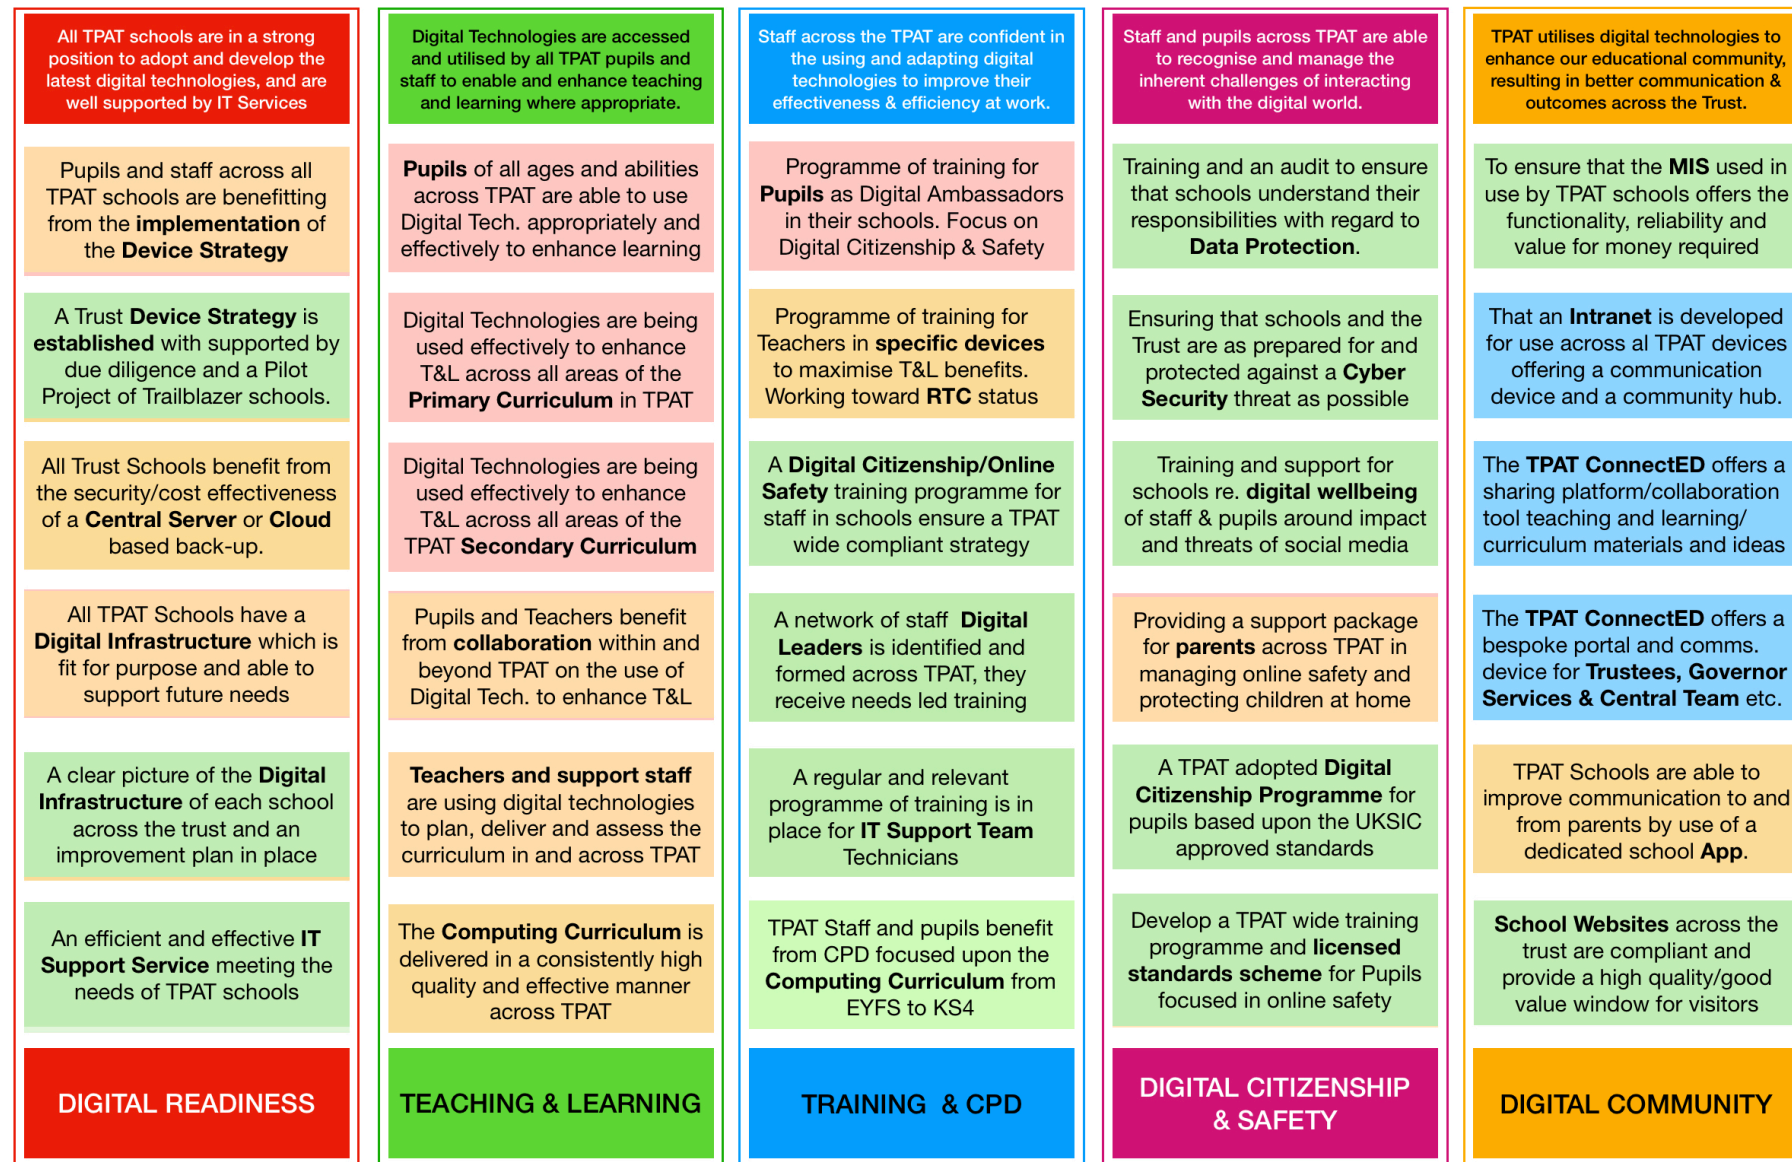 All TPAT schools are in a strong
position to adopt and develop the
latest digital technologies, and are
well supported by IT Services
Pupils and staff across all
TPAT schools are benefitting
from the implementation of
the Device Strategy
A Trust Device Strategy is
established with supported by
due diligence and a Pilot
Project of Trailblazer schools.
All Trust Schools benefit from
the security/cost effectiveness
of a Central Server or Cloud
based back-up.
All TPAT Schools have a
Digital Infrastructure which is
fit for purpose and able to
support future needs
A clear picture of the Digital
Infrastructure of each school
across the trust and an
improvement plan in place
An efficient and effective IT
Support Service meeting the
needs of TPAT schools
DIGITAL READINESS
Digital Technologies are accessed
and utilised by all TPAT pupils and
staff to enable and enhance teaching
and learning where appropriate.
Pupils of all ages and abilities
across TPAT are able to use
Digital Tech. appropriately and
effectively to enhance learning
Digital Technologies are being
used effectively to enhance
T&L across all areas of the
Primary Curriculum in TPAT
Digital Technologies are being
used effectively to enhance
T&L across all areas of the
TPAT Secondary Curriculum
Pupils and Teachers benefit
from collaboration within and
beyond TPAT on the use of
Digital Tech. to enhance T&L
Teachers and support staff
are using digital technologies
to plan, deliver and assess the
curriculum in and across TPAT
The Computing Curriculum is
delivered in a consistently high
quality and effective manner
across TPAT
TEACHING & LEARNING
Staff across the TPAT are confident in
the using and adapting digital
technologies to improve their
effectiveness & efficiency at work.
Programme of training for
Pupils as Digital Ambassadors
in their schools. Focus on
Digital Citizenship & Safety
Programme of training for
Teachers in specific devices
to maximise T&L benefits.
Working toward RTC status
A Digital Citizenship/Online
Safety training programme for
staff in schools ensure a TPAT
wide compliant strategy
A network of staff Digital
Leaders is identified and
formed across TPAT, they
receive needs led training
A regular and relevant
programme of training is in
place for IT Support Team
Technicians
TPAT Staff and pupils benefit
from CPD focused upon the
Computing Curriculum from
EYFS to KS4
TRAINING & CPD
Staff and pupils across TPAT are able
to recognise and manage the
inherent challenges of interacting
with the digital world.
Training and an audit to ensure
that schools understand their
responsibilities with regard to
Data Protection.
Ensuring that schools and the
Trust are as prepared for and
protected against a Cyber
Security threat as possible
Training and support for
schools re. digital wellbeing
of staff & pupils around impact
and threats of social media
Providing a support package
for parents across TPAT in
managing online safety and
protecting children at home
A TPAT adopted Digital
Citizenship Programme for
pupils based upon the UKSIC
approved standards
Develop a TPAT wide training
programme and licensed
standards scheme for Pupils
focused in online safety
DIGITAL CITIZENSHIP
& SAFETY
TPAT utilises digital technologies to
enhance our educational community,
resulting in better communication &
outcomes across the Trust.
To ensure that the MIS used in
use by TPAT schools offers the
functionality, reliability and
value for money required
That an Intranet is developed
for use across al TPAT devices
offering a communication
device and a community hub.
The TPAT ConnectED offers a
sharing platform/collaboration
tool teaching and learning/
curriculum materials and ideas
The TPAT ConnectED offers a
bespoke portal and comms.
device for Trustees, Governor
Services & Central Team etc.
TPAT Schools are able to
improve communication to and
from parents by use of a
dedicated school App.
School Websites across the
trust are compliant and
provide a high quality/good
value window for visitors
DIGITAL COMMUNITY